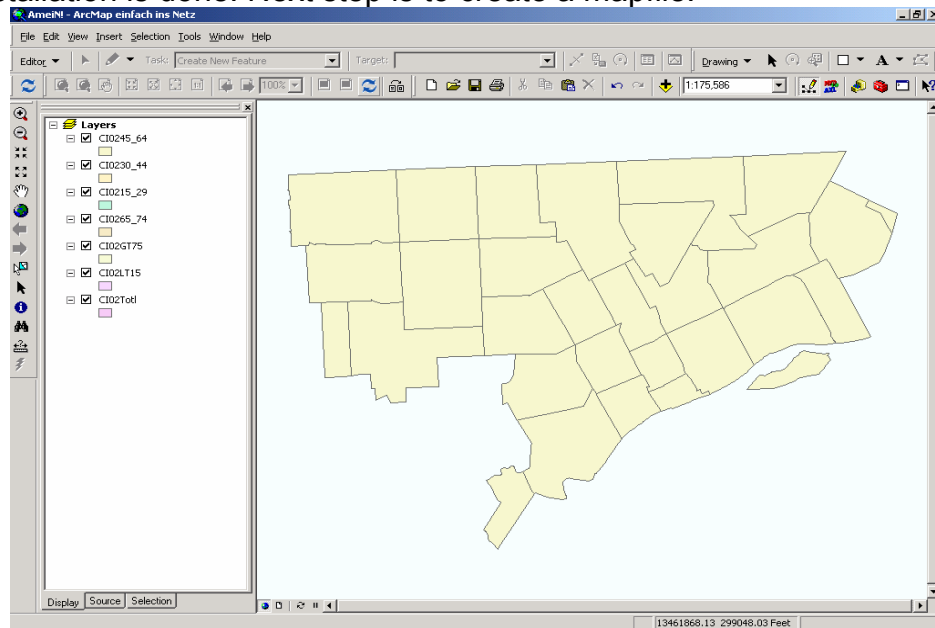 tallation is done. Next step is to create a mapfile.
AmeiN! - ArcMap einfach ins Netz
File Edit View Insert Selection Tools Window Help
Editor Task: Create New Feature Target: Drawing A
100% 1:175,586
Layers
CI0245_64
CI0230_44
CI0215_29
CI0265_74
CI02GT75
CI02LT15
CI02Totl
Display Source Selection
13461868.13 299048.03 Feet